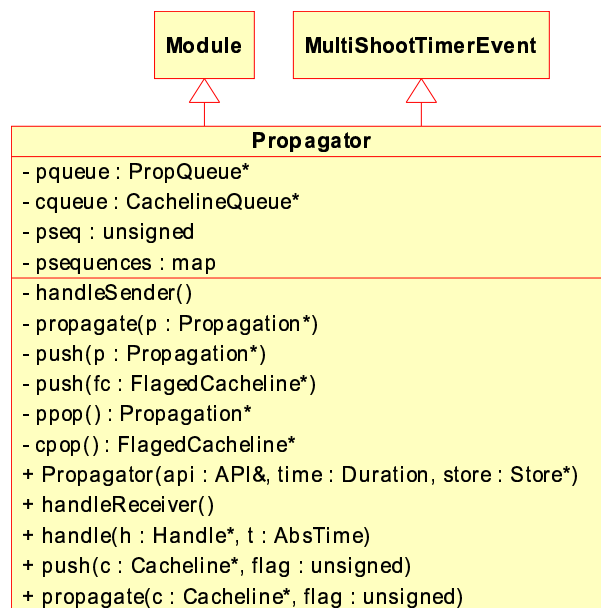 Module
MultiShootTimerEvent
Propagator
- pqueue : PropQueue*
- cqueue : CachelineQueue*
- pseq : unsigned
- psequences : map
- handleSender()
- propagate(p : Propagation*)
- push(p : Propagation*)
- push(fc : FlagedCacheline*)
- ppop() : Propagation*
- cpop() : FlagedCacheline*
+ Propagator(api : API&, time : Duration, store : Store*)
+ handleReceiver()
+ handle(h : Handle*, t : AbsTime)
+ push(c : Cacheline*, flag : unsigned)
+ propagate(c : Cacheline*, flag : unsigned)